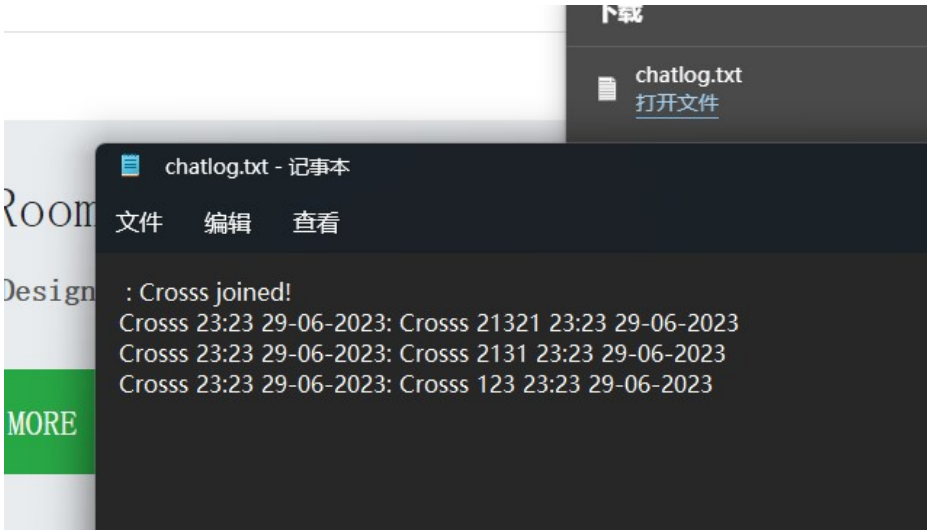 下载
chatlog.txt
打开文件
chatlog.txt - 记事本
文件 编辑 查看
Room
Design
MORE
: Crosss joined!
Crosss 23:23 29-06-2023: Crosss 21321 23:23 29-06-2023
Crosss 23:23 29-06-2023: Crosss 2131 23:23 29-06-2023
Crosss 23:23 29-06-2023: Crosss 123 23:23 29-06-2023